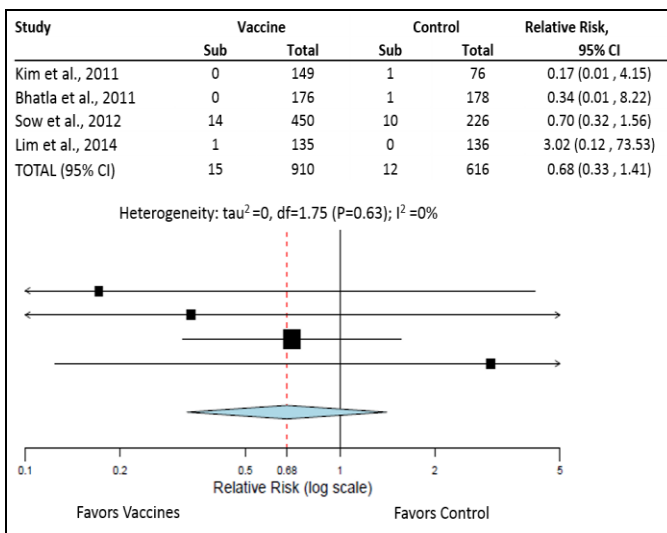 Study Vaccine Control Relative Risk,
Sub Total Sub Total 95% CI
Kim et al., 2011 0 149 1 76 0.17 (0.01 , 4.15)
Bhatla et al., 2011 0 176 1 178 0.34 (0.01 , 8.22)
Sow et al., 2012 14 450 10 226 0.70 (0.32 , 1.56)
Lim et al., 2014 1 135 0 136 3.02 (0.12 , 73.53)
TOTAL (95% CI) 15 910 12 616 0.68 (0.33 , 1.41)
Heterogeneity: tau² =0, df=1.75 (P=0.63); I² =0%
0.1 0.2 0.5 0.68 1 2 5
Relative Risk (log scale)
Favors Vaccines Favors Control